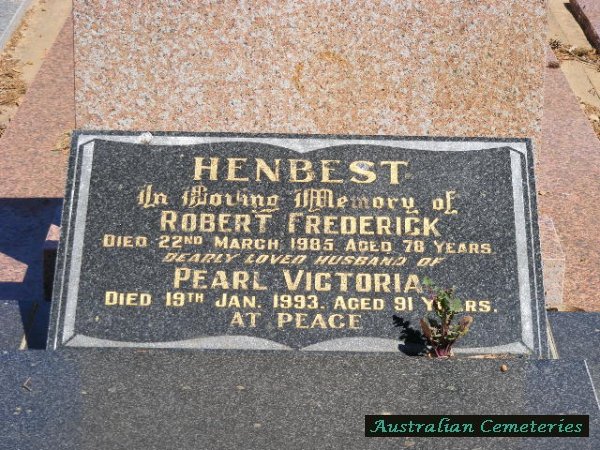 HENBEST
In Loving Memory of
ROBERT FREDERICK
DIED 22ND MARCH 1985 AGED 78 YEARS.
DEARLY LOVED HUSBAND OF
PEARL VICTORIA
DIED 19TH JAN. 1993. AGED 91 YEARS.
AT PEACE
Australian Cemeteries